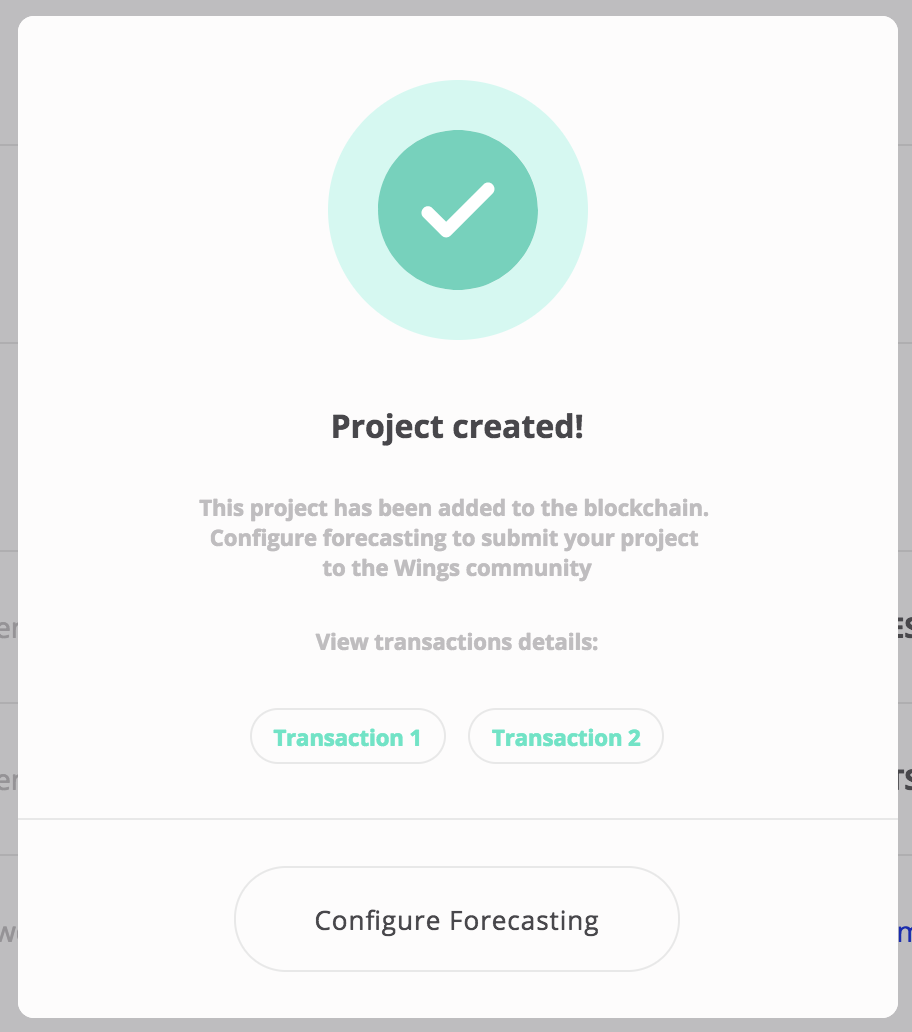 Project created!
This project has been added to the blockchain.
Configure forecasting to submit your project
to the Wings community
View transactions details:
Transaction 1
Transaction 2
Configure Forecasting